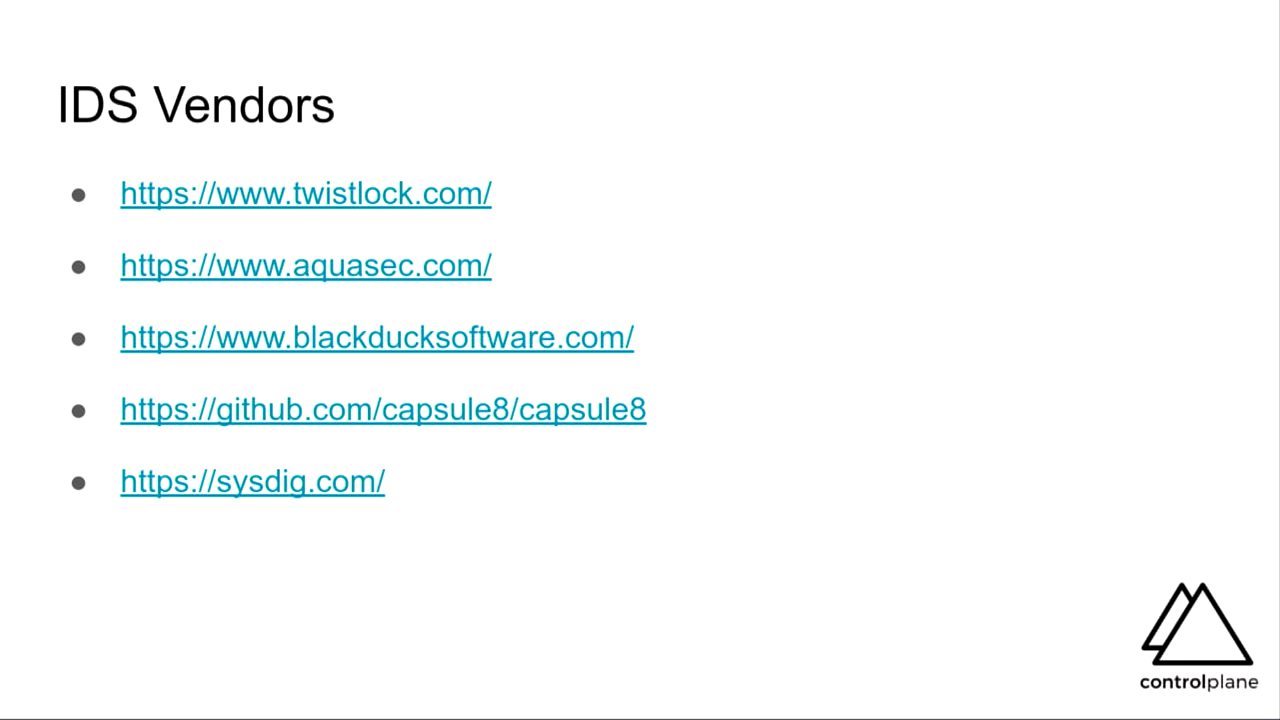 IDS Vendors
● https://www.twistlock.com/
● https://www.aquasec.com/
● https://www.blackducksoftware.com/
● https://github.com/capsule8/capsule8
● https://sysdig.com/
controlplane